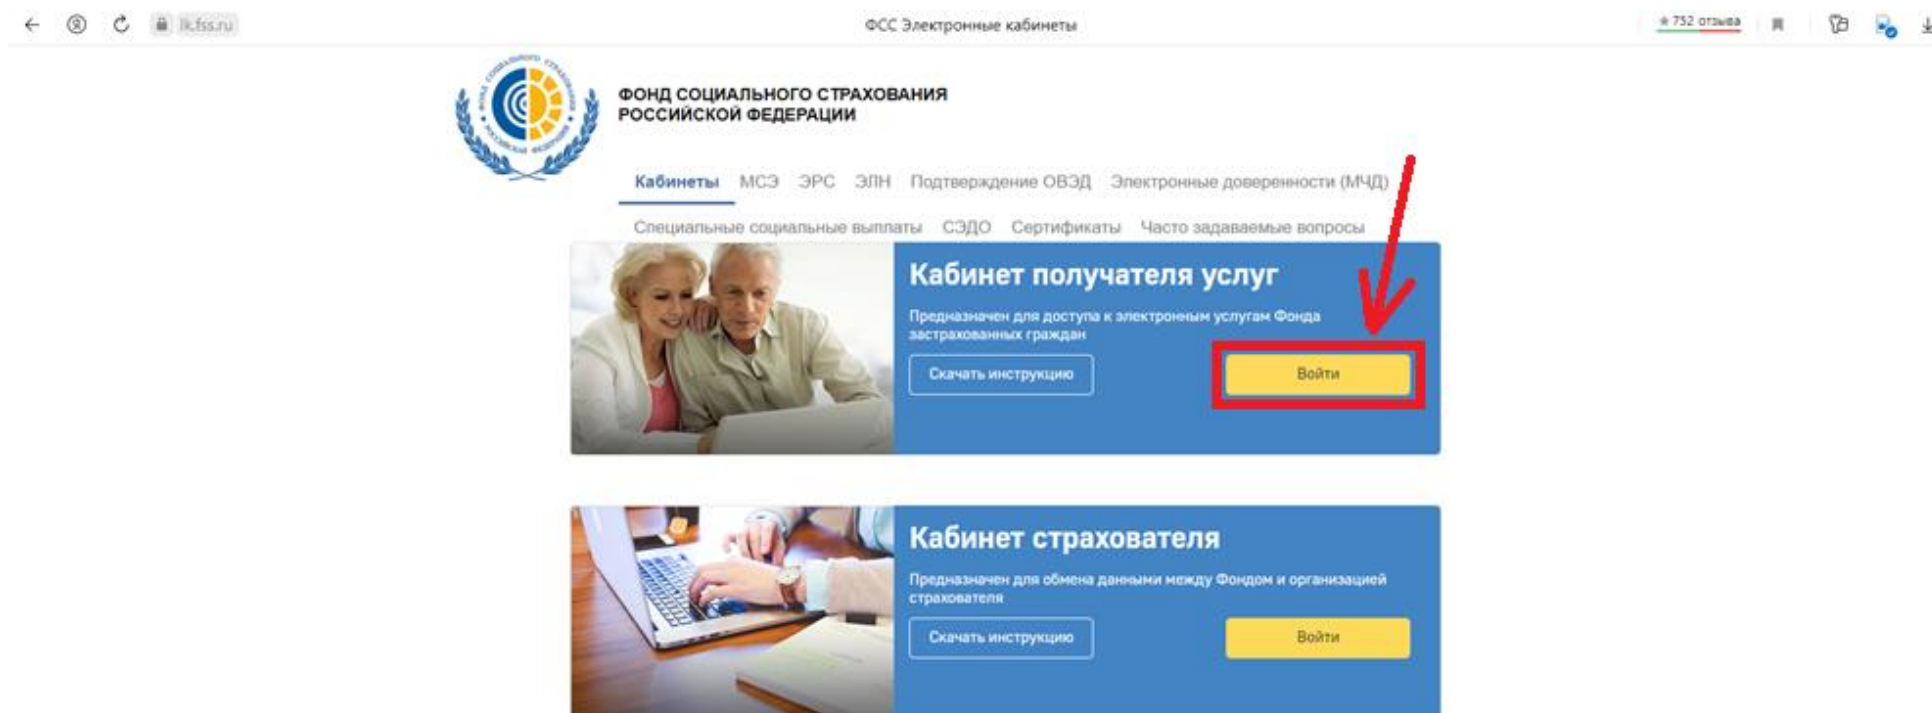 lk.fss.ru
ФСС Электронные кабинеты
★ 752 отзыва
ФОНД СОЦИАЛЬНОГО СТРАХОВАНИЯ
РОССИЙСКОЙ ФЕДЕРАЦИИ
Кабинеты МСЭ ЭРС ЭЛН Подтверждение ОВЭД Электронные доверенности (МЧД)
Специальные социальные выплаты СЭДО Сертификаты Часто задаваемые вопросы
Кабинет получателя услуг
Предназначен для доступа к электронным услугам Фонда
застрахованных граждан
Скачать инструкцию
Войти
Кабинет страхователя
Предназначен для обмена данными между Фондом и организацией
страхователя
Скачать инструкцию
Войти